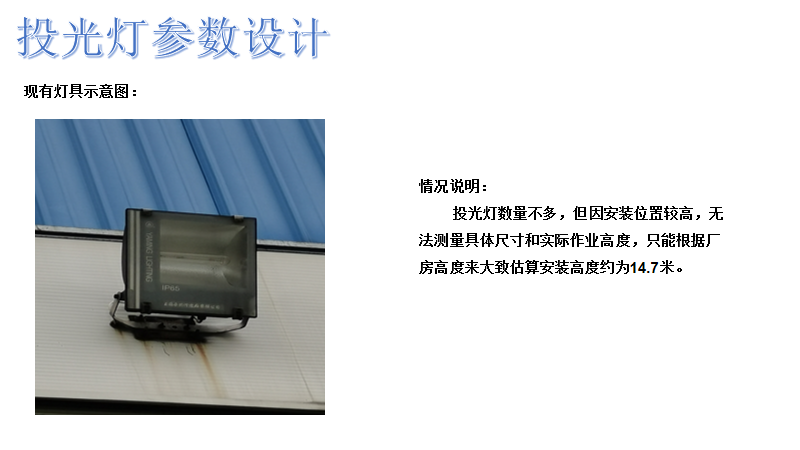 投光灯参数设计
现有灯具示意图：
情况说明：
投光灯数量不多，但因安装位置较高，无
法测量具体尺寸和实际作业高度，只能根据厂
房高度来大致估算安装高度约为14.7米。
LIGHTING
IP65